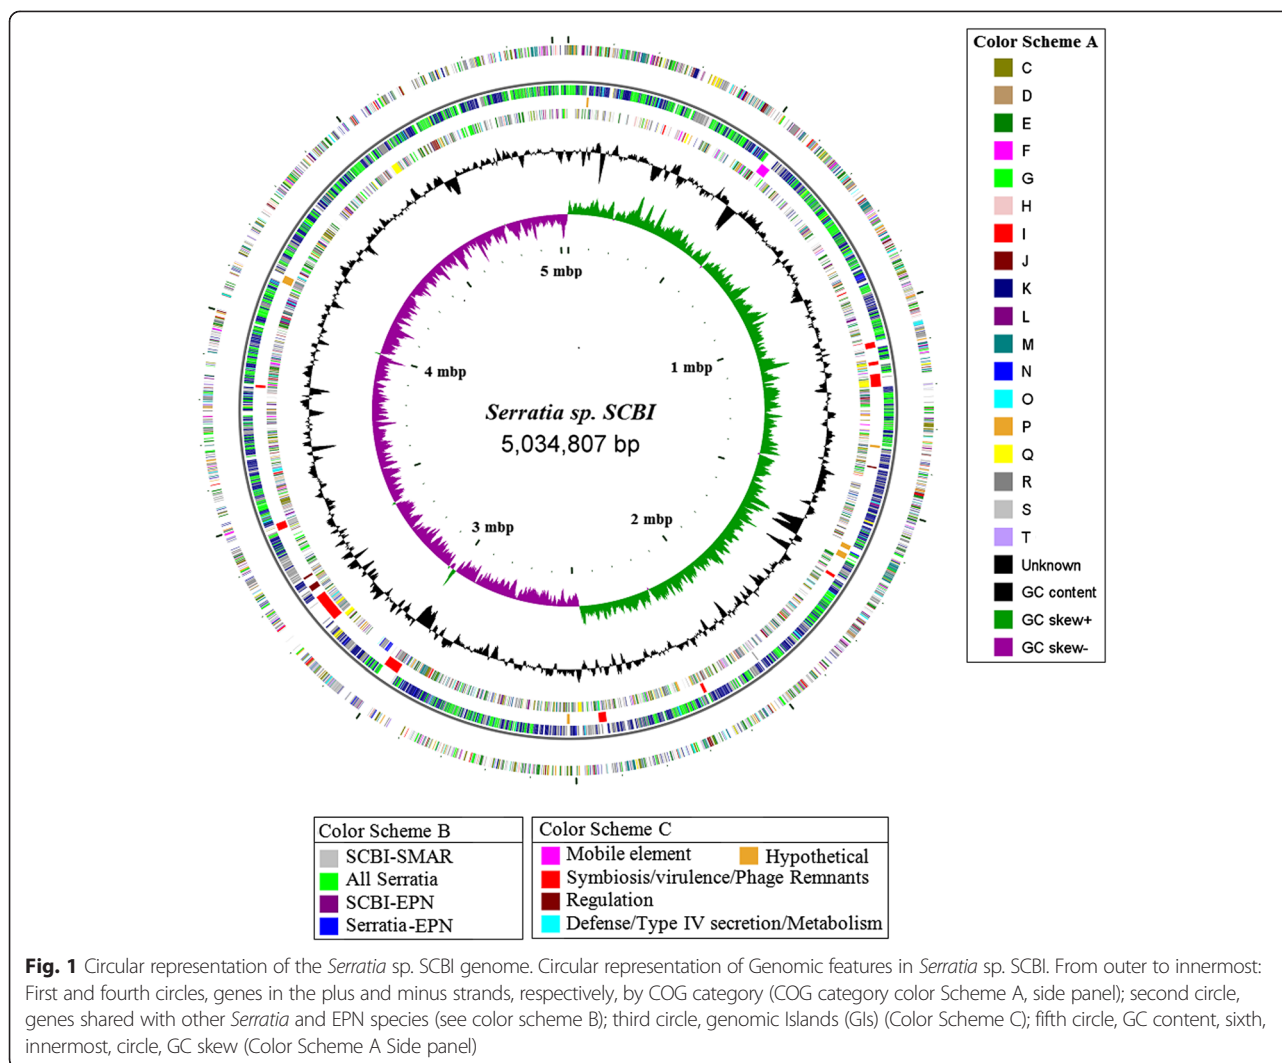 Color Scheme A
C
D
E
F
G
H
I
J
K
L
M
N
O
P
Q
R
S
T
Unknown
GC content
GC skew+
GC skew-
5 mbp
1 mbp
4 mbp
Serratia sp. SCBI
5,034,807 bp
2 mbp
3 mbp
Color Scheme B
SCBI-SMAR
All Serratia
SCBI-EPN
Serratia-EPN
Color Scheme C
Mobile element Hypothetical
Symbiosis/virulence/Phage Remnants
Regulation
Defense/Type IV secretion/Metabolism
Fig. 1 Circular representation of the Serratia sp. SCBI genome. Circular representation of Genomic features in Serratia sp. SCBI. From outer to innermost:
First and fourth circles, genes in the plus and minus strands, respectively, by COG category (COG category color Scheme A, side panel); second circle,
genes shared with other Serratia and EPN species (see color scheme B); third circle, genomic Islands (GIs) (Color Scheme C); fifth circle, GC content, sixth,
innermost, circle, GC skew (Color Scheme A Side panel)